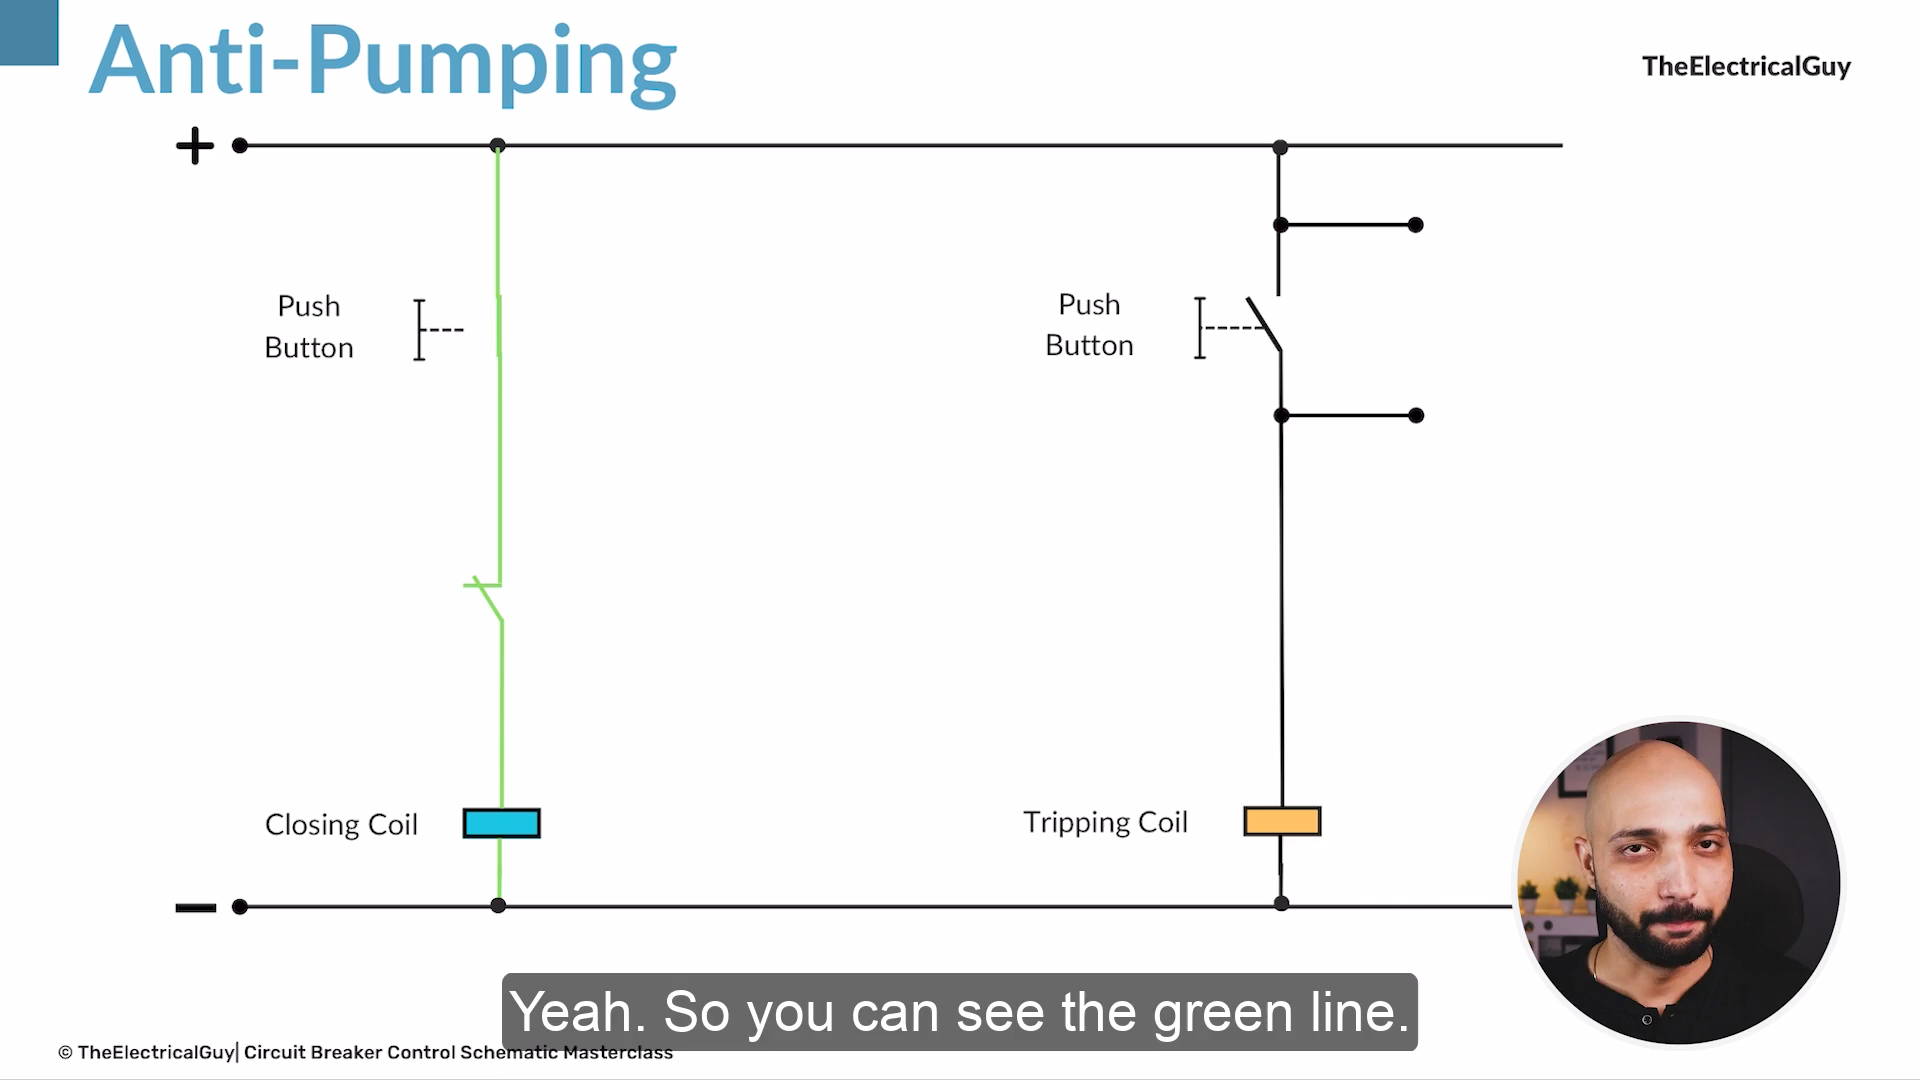 Anti-Pumping
TheElectricalGuy
Push
Button
Push
Button
Closing Coil
Tripping Coil
Yeah. So you can see the green line.
© TheElectricalGuy| Circuit Breaker Control Schematic Masterclass